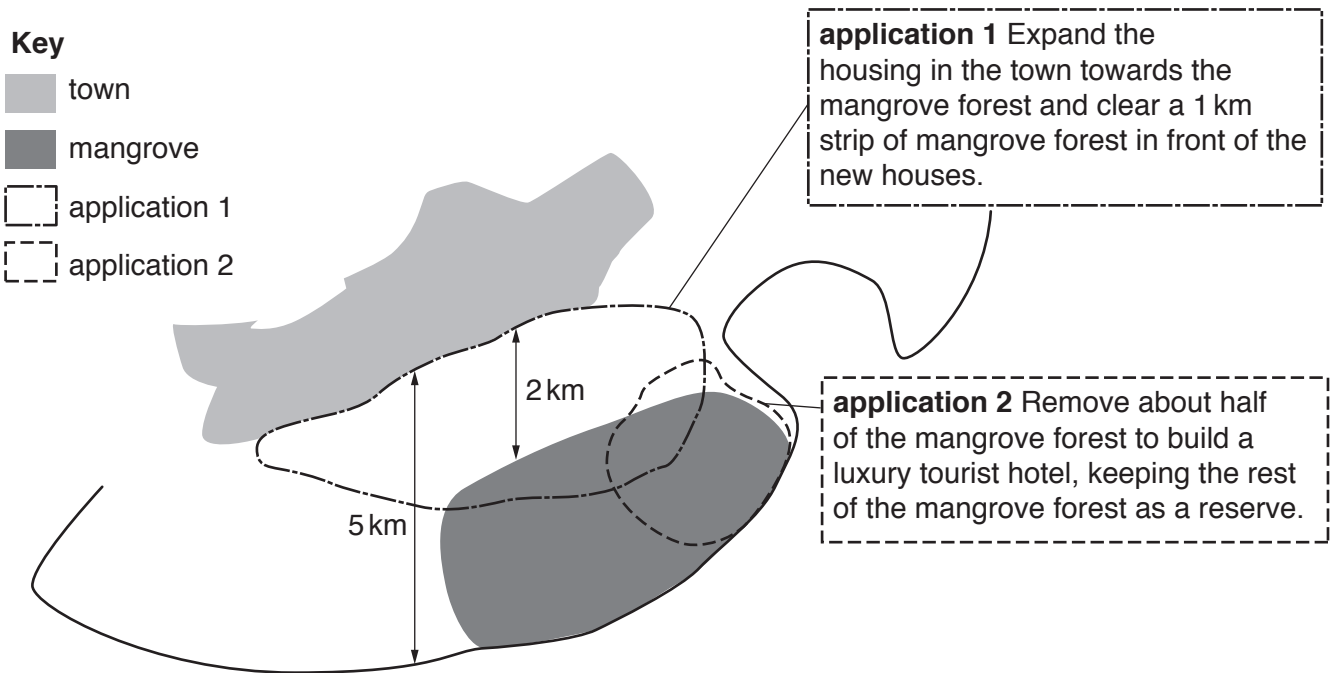 Key
town
mangrove
application 1
application 2
application 1 Expand the
housing in the town towards the
mangrove forest and clear a 1 km
strip of mangrove forest in front of the
new houses.
2 km
5 km
application 2 Remove about half
of the mangrove forest to build a
luxury tourist hotel, keeping the rest
of the mangrove forest as a reserve.